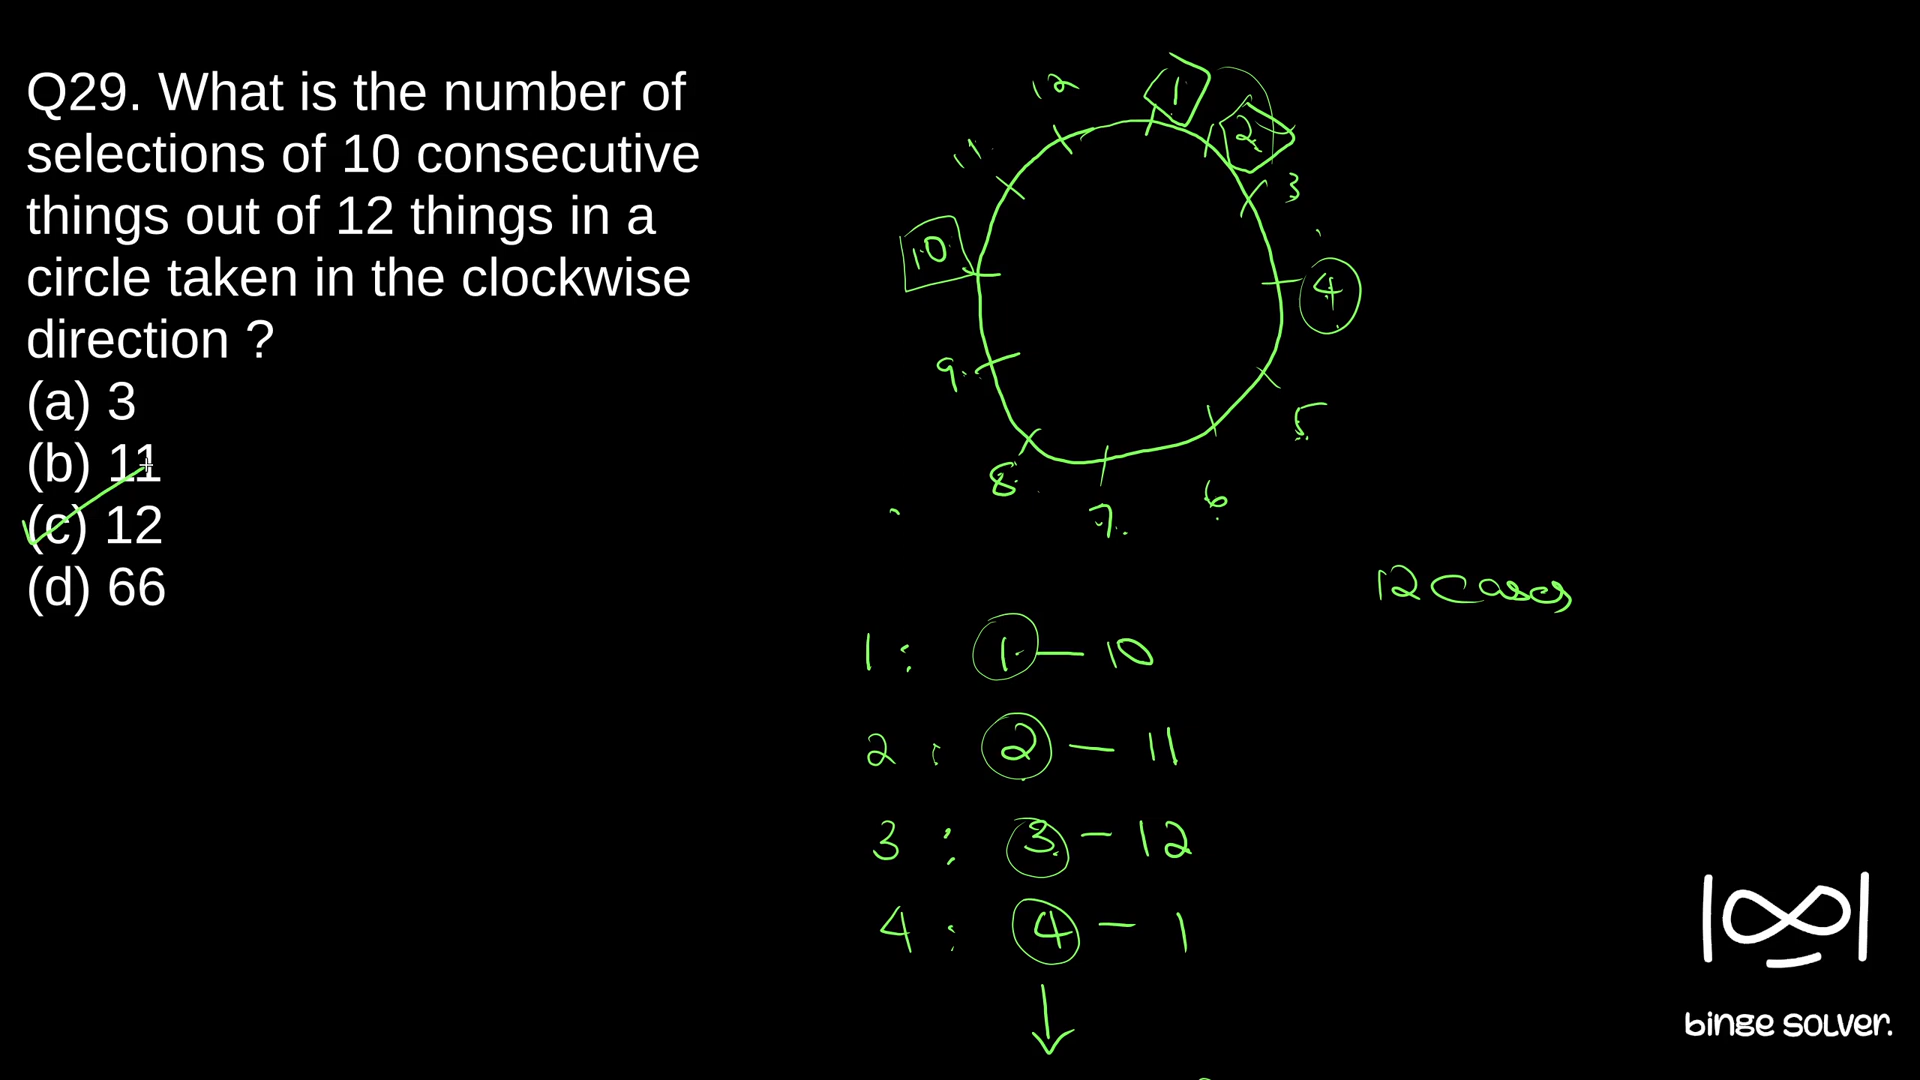 Q29. What is the number of
selections of 10 consecutive
things out of 12 things in a
circle taken in the clockwise
direction ?
(a) 3
(b) 11
(c) 12
(d) 66
12
1
2
3
4
5
6
7
8
9
10
11
12 cases
1 : 1 — 10
2 : 2 — 11
3 : 3 — 12
4 : 4 — 1
binge solver.